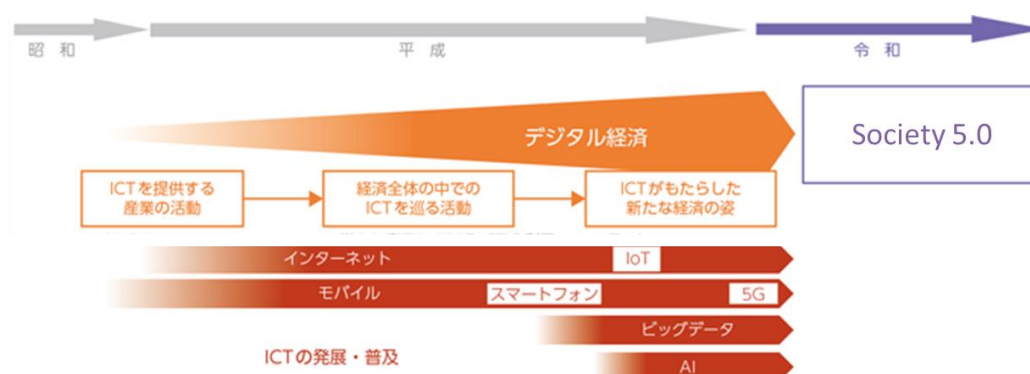 昭 和
平 成
令 和
デジタル経済
Society 5.0
ICTを提供する
産業の活動
経済全体の中での
ICTを巡る活動
ICTがもたらした
新たな経済の姿
インターネット
IoT
モバイル
スマートフォン
5G
ビッグデータ
ICTの発展・普及
AI